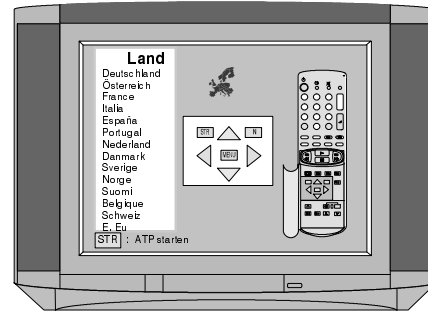 Land
Deutschland
Österreich
France
Italia
España
Portugal
Nederland
Danmark
Sverige
Norge
Suomi
Belgique
Schweiz
E, Eu
STR N
MENU
STR : ATP starten